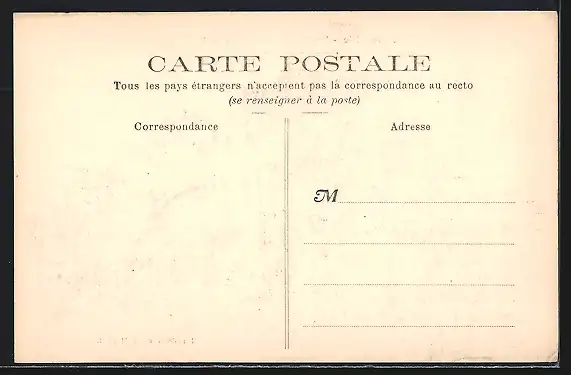 CARTE POSTALE
Tous les pays étrangers n'acceptent pas la correspondance au recto
(se renseigner à la poste)
Correspondance
Adresse
M